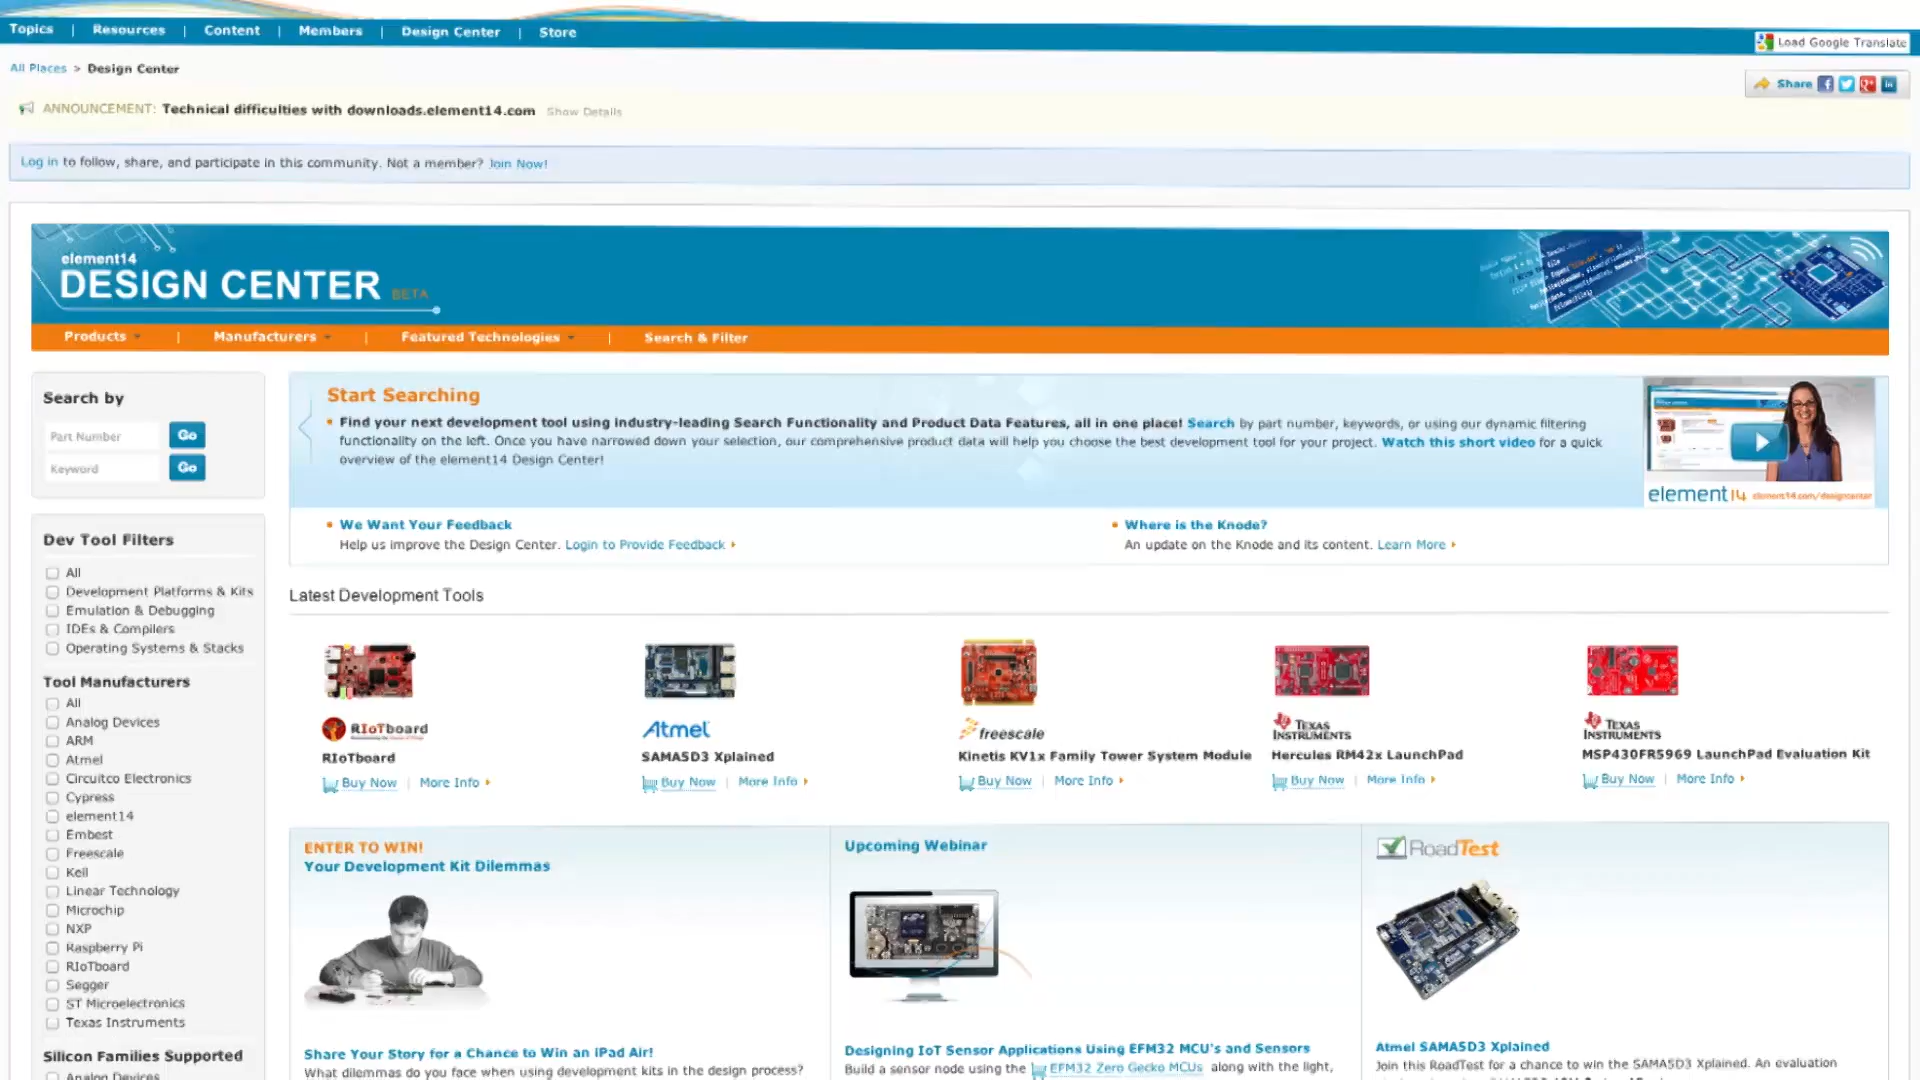 Topics | Resources | Content | Members | Design Center | Store
Load Google Translate
All Places > Design Center
Share
ANNOUNCEMENT: Technical difficulties with downloads.element14.com Show Details
Log in to follow, share, and participate in this community. Not a member? Join Now!
element14
DESIGN CENTER BETA
Products | Manufacturers | Featured Technologies | Search & Filter
Search by
Part Number Go
Keyword Go
Start Searching
Find your next development tool using industry-leading Search Functionality and Product Data Features, all in one place! Search by part number, keywords, or using our dynamic filtering
functionality on the left. Once you have narrowed down your selection, our comprehensive product data will help you choose the best development tool for your project. Watch this short video for a quick
overview of the element14 Design Center!
element14 element14.com/designcenter
We Want Your Feedback
Help us improve the Design Center. Login to Provide Feedback
Where is the Knode?
An update on the Knode and its content. Learn More
Dev Tool Filters
All
Development Platforms & Kits
Emulation & Debugging
IDEs & Compilers
Operating Systems & Stacks
Tool Manufacturers
All
Analog Devices
ARM
Atmel
Circuitco Electronics
Cypress
element14
Embest
Freescale
Keil
Linear Technology
Microchip
NXP
Raspberry Pi
RIoTboard
Segger
ST Microelectronics
Texas Instruments
Silicon Families Supported
Analog Devices
Latest Development Tools
RIoTboard
RIoTboard
Buy Now | More Info
Atmel
SAMA5D3 Xplained
Buy Now | More Info
freescale
Kinetis KV1x Family Tower System Module
Buy Now | More Info
TEXAS INSTRUMENTS
Hercules RM42x LaunchPad
Buy Now | More Info
TEXAS INSTRUMENTS
MSP430FR5969 LaunchPad Evaluation Kit
Buy Now | More Info
ENTER TO WIN!
Your Development Kit Dilemmas
Share Your Story for a Chance to Win an iPad Air!
What dilemmas do you face when using development kits in the design process?
Upcoming Webinar
Designing IoT Sensor Applications Using EFM32 MCU's and Sensors
Build a sensor node using the EFM32 Zero Gecko MCUs along with the light,
RoadTest
Atmel SAMA5D3 Xplained
Join this RoadTest for a chance to win the SAMA5D3 Xplained. An evaluation